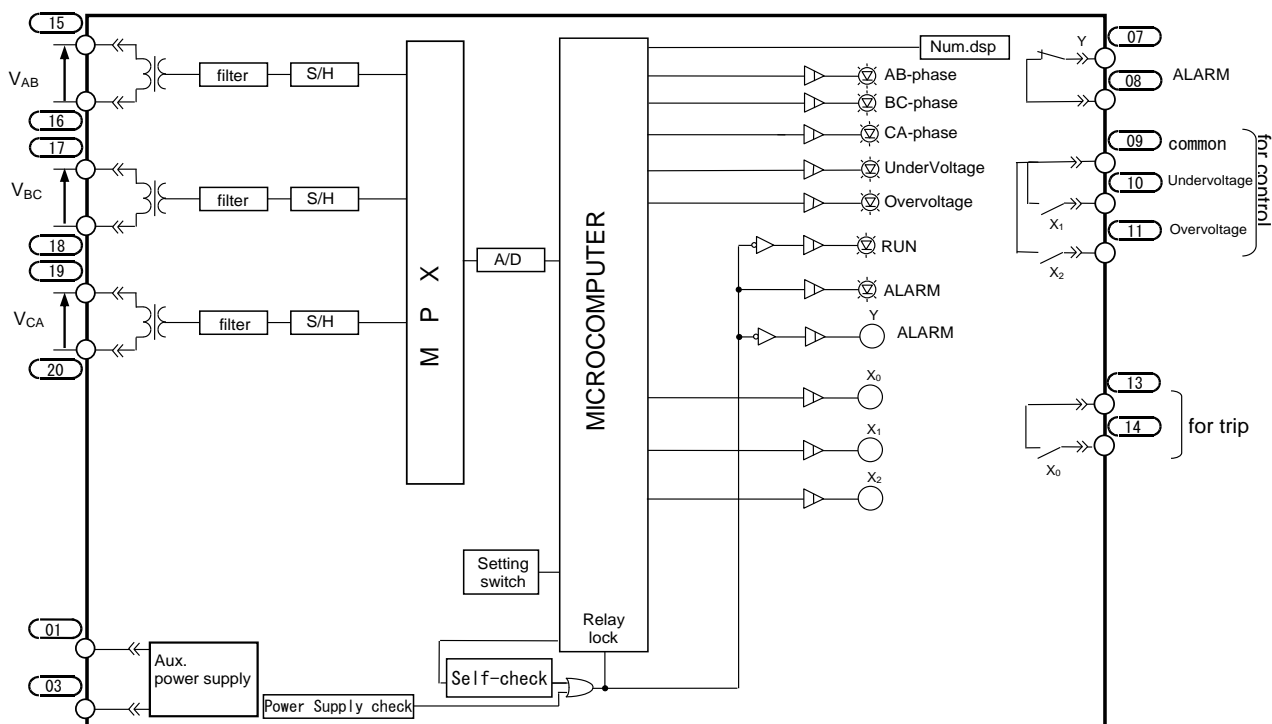 15
V_AB
16
17
V_BC
18
19
V_CA
20
01
03
filter
S/H
filter
S/H
filter
S/H
M P X
A/D
MICROCOMPUTER
Setting
switch
Relay
lock
Aux.
power supply
Self-check
Power Supply check
Num.dsp
AB-phase
BC-phase
CA-phase
UnderVoltage
Overvoltage
RUN
ALARM
Y
ALARM
X₀
X₁
X₂
Y
07
08
ALARM
09
common
10
Undervoltage
X₁
11
Overvoltage
X₂
for control
13
14
for trip
X₀